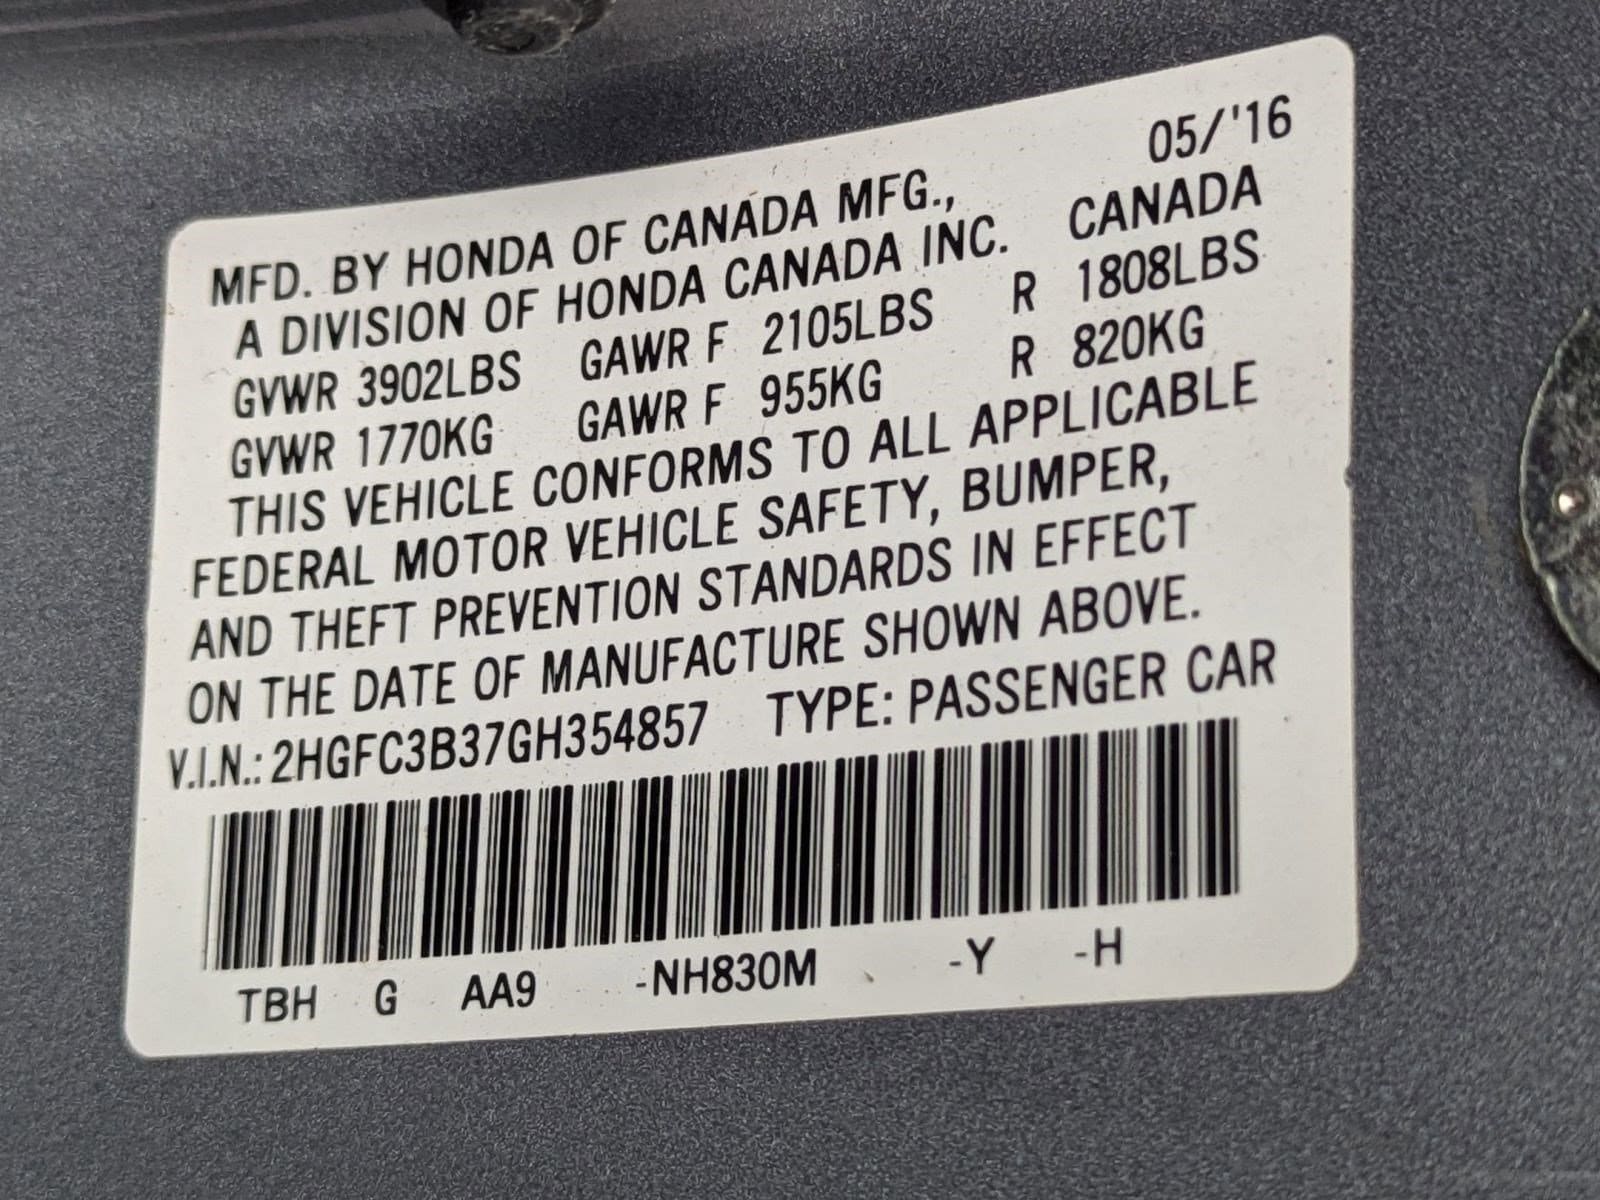 05/'16
MFD. BY HONDA OF CANADA MFG.,
A DIVISION OF HONDA CANADA INC. CANADA
GVWR 3902LBS GAWR F 2105LBS R 1808LBS
GVWR 1770KG GAWR F 955KG R 820KG
THIS VEHICLE CONFORMS TO ALL APPLICABLE
FEDERAL MOTOR VEHICLE SAFETY, BUMPER,
AND THEFT PREVENTION STANDARDS IN EFFECT
ON THE DATE OF MANUFACTURE SHOWN ABOVE.
V.I.N.: 2HGFC3B37GH354857 TYPE: PASSENGER CAR
TBH G AA9 -NH830M -Y -H